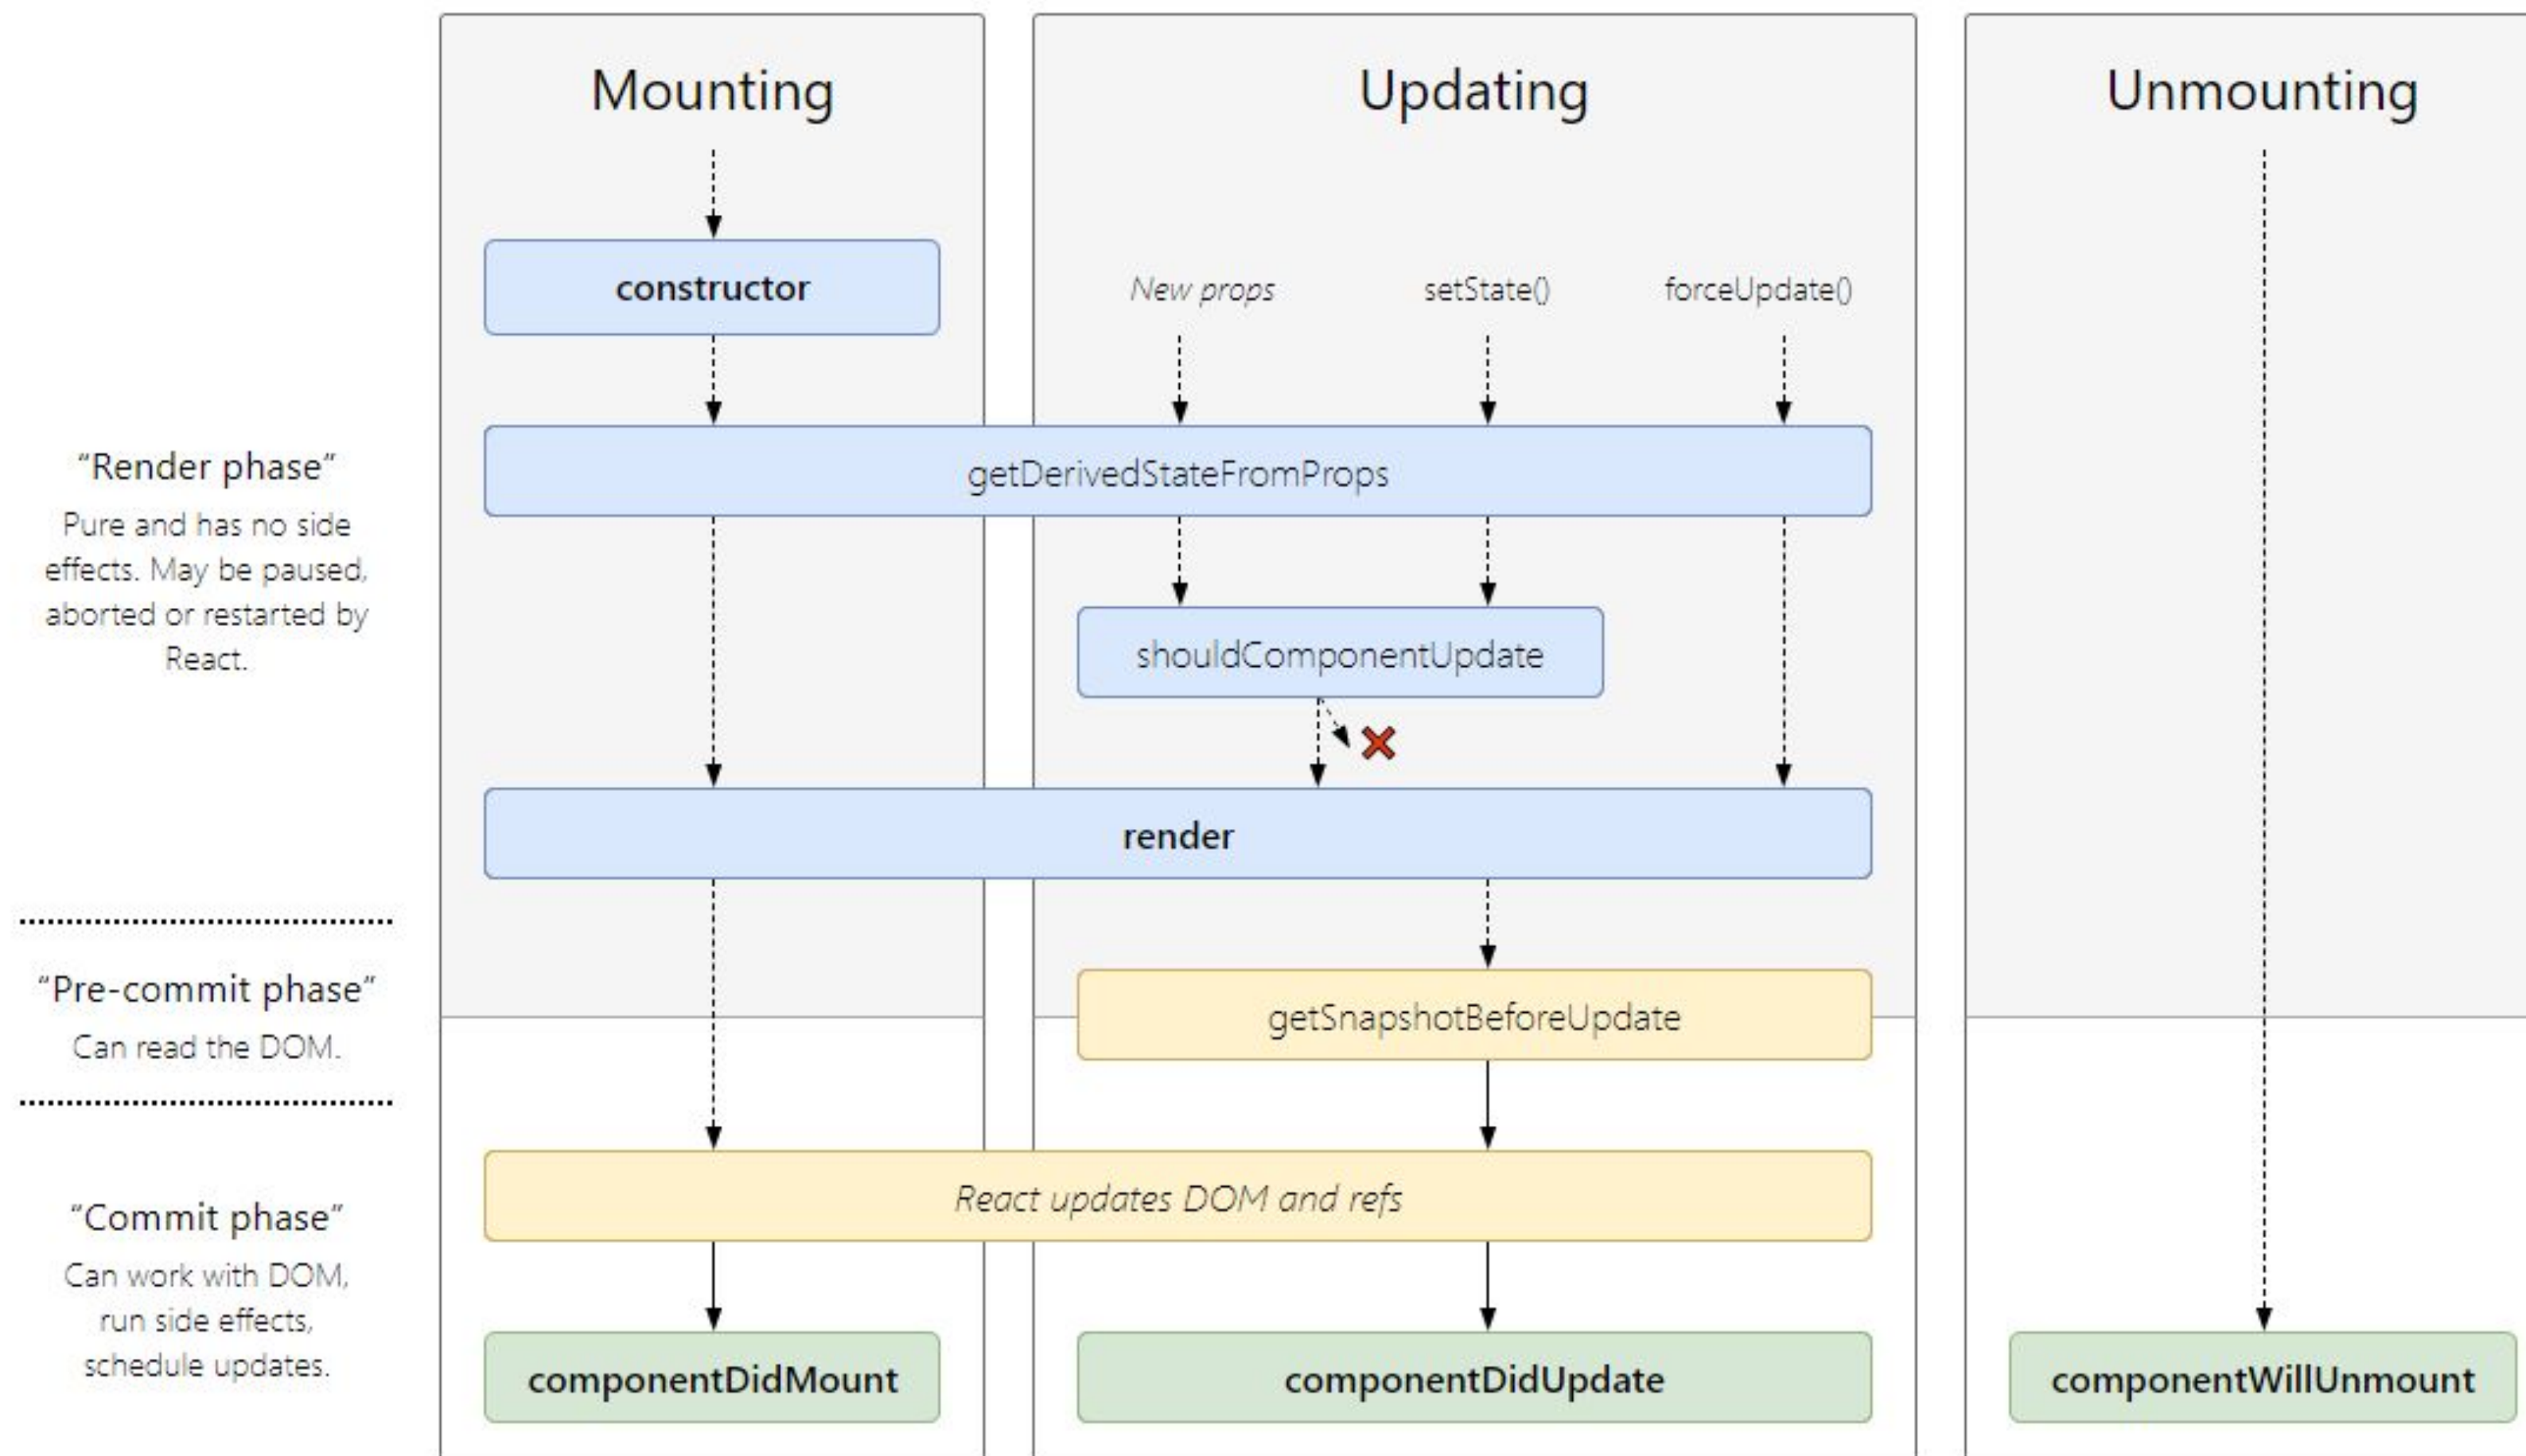 Mounting
Updating
Unmounting
constructor
New props
setState()
forceUpdate()
“Render phase”
Pure and has no side
effects. May be paused,
aborted or restarted by
React.
getDerivedStateFromProps
shouldComponentUpdate
render
“Pre-commit phase”
Can read the DOM.
getSnapshotBeforeUpdate
React updates DOM and refs
“Commit phase”
Can work with DOM,
run side effects,
schedule updates.
componentDidMount
componentDidUpdate
componentWillUnmount